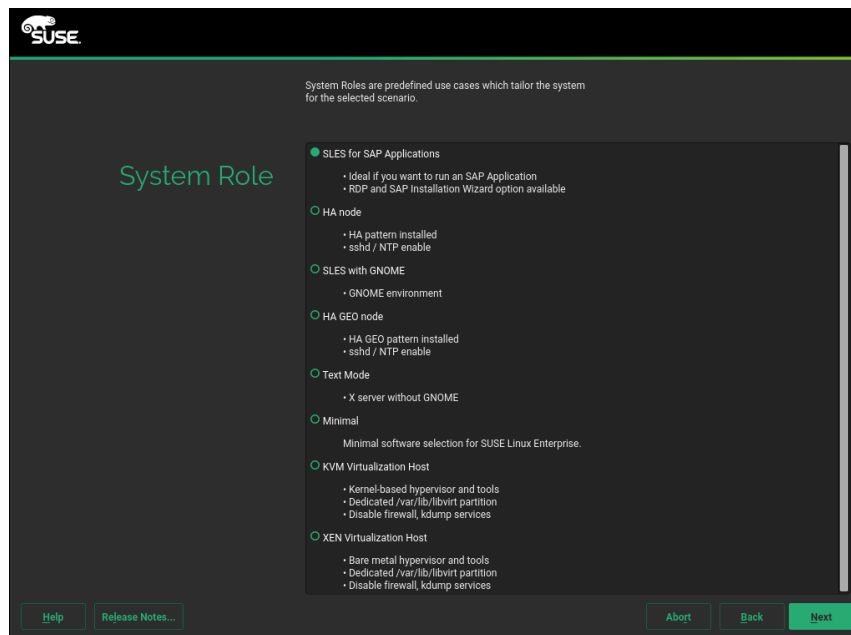 SUSE.
System Roles are predefined use cases which tailor the system
for the selected scenario.
System Role
SLES for SAP Applications
• Ideal if you want to run an SAP Application
• RDP and SAP Installation Wizard option available
HA node
• HA pattern installed
• sshd / NTP enable
SLES with GNOME
• GNOME environment
HA GEO node
• HA GEO pattern installed
• sshd / NTP enable
Text Mode
• X server without GNOME
Minimal
Minimal software selection for SUSE Linux Enterprise.
KVM Virtualization Host
• Kernel-based hypervisor and tools
• Dedicated /var/lib/libvirt partition
• Disable firewall, kdump services
XEN Virtualization Host
• Bare metal hypervisor and tools
• Dedicated /var/lib/libvirt partition
• Disable firewall, kdump services
Help Release Notes... Abort Back Next